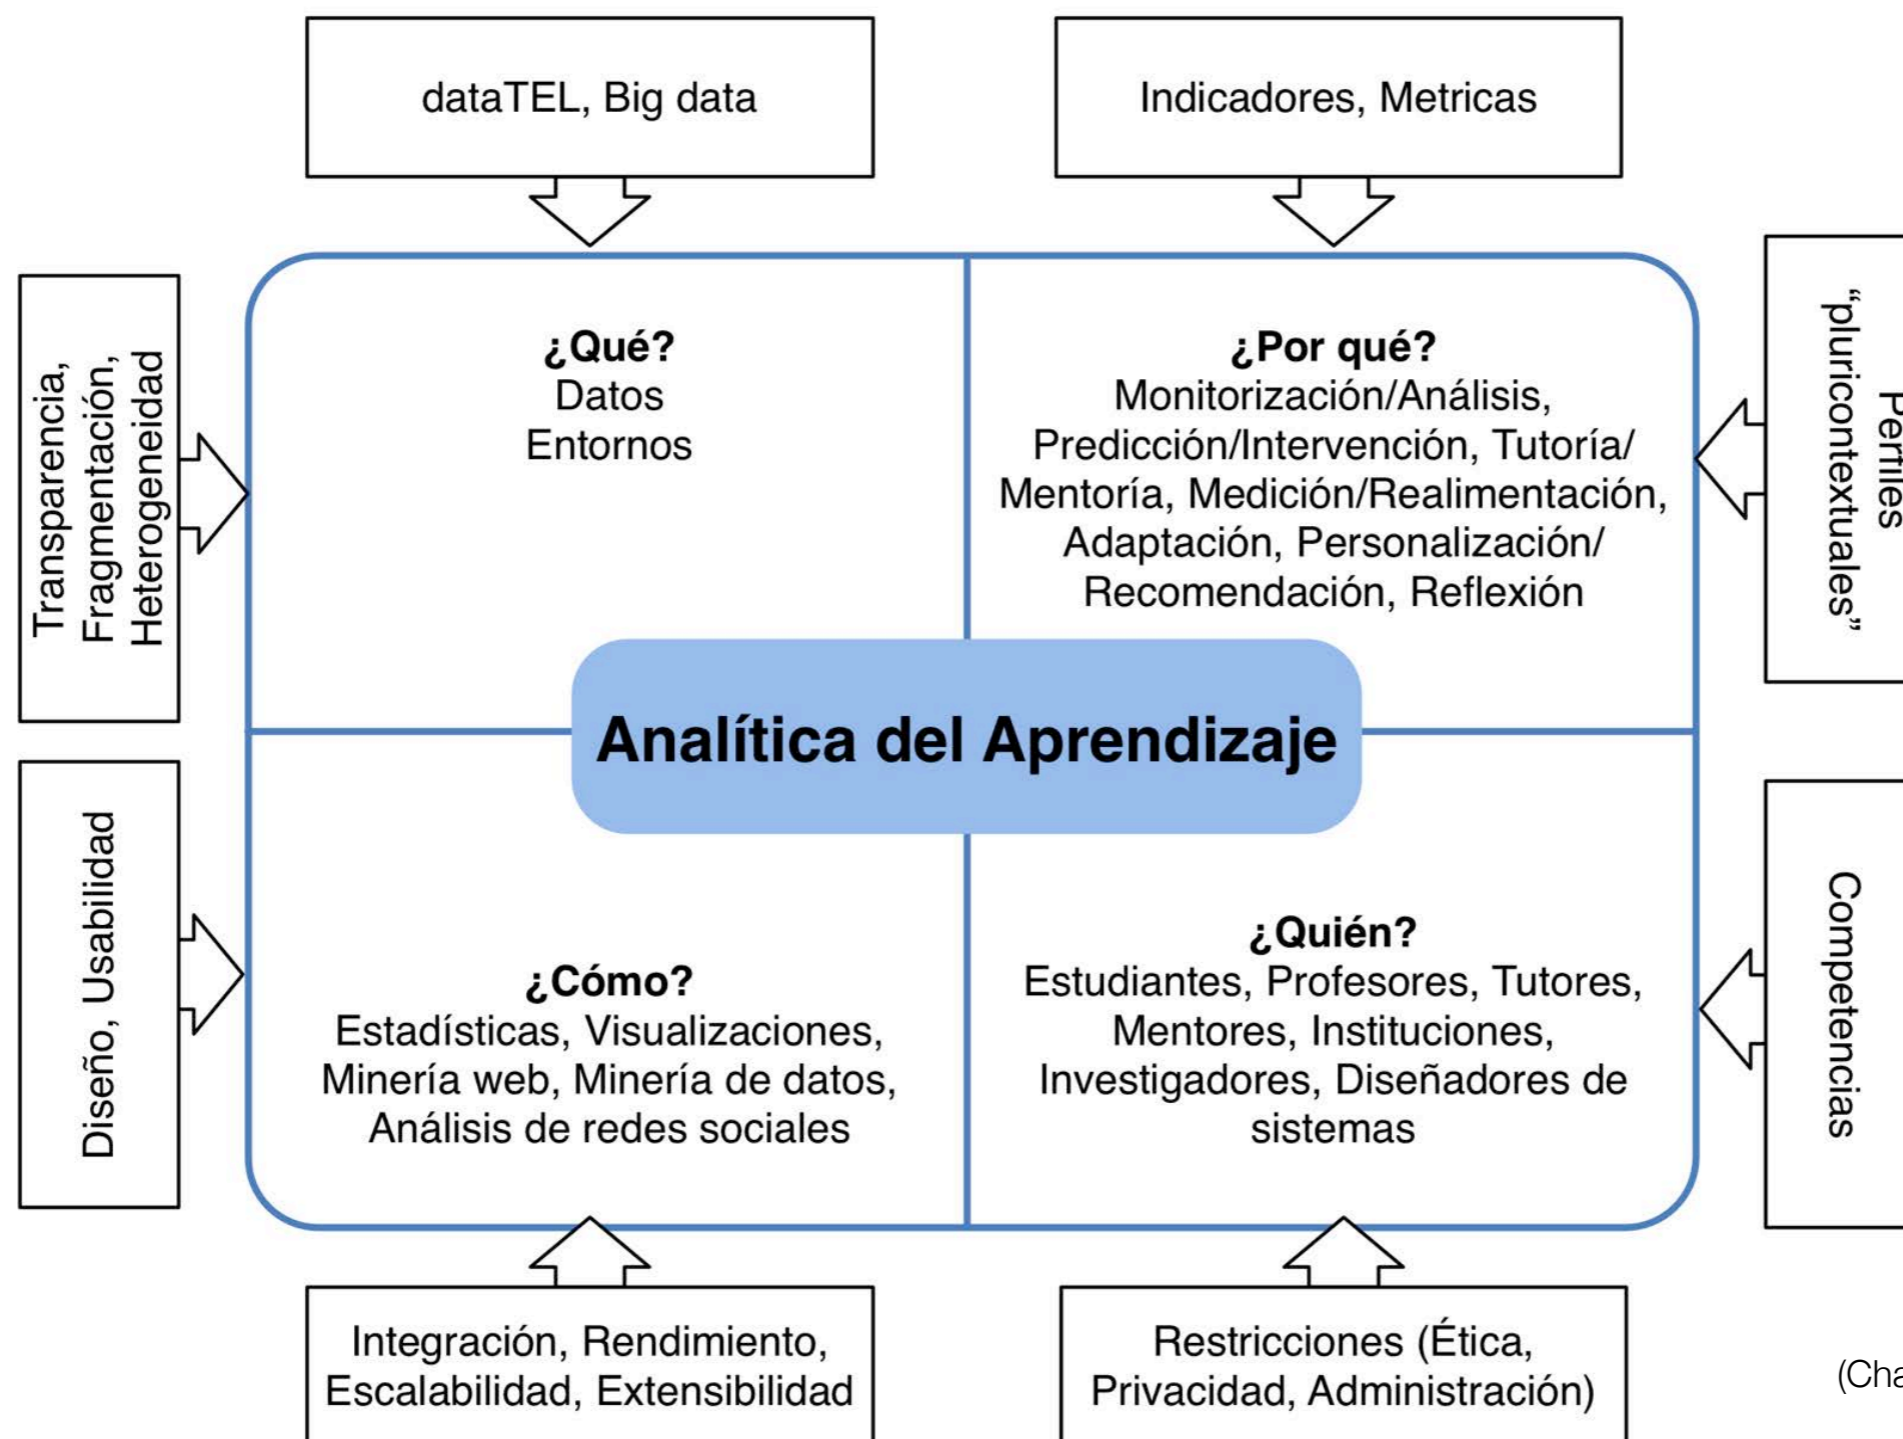 dataTEL, Big data
Indicadores, Metricas
Transparencia,
Fragmentación,
Heterogeneidad
¿Qué?
Datos
Entornos
¿Por qué?
Monitorización/Análisis,
Predicción/Intervención, Tutoría/
Mentoría, Medición/Realimentación,
Adaptación, Personalización/
Recomendación, Reflexión
Perfiles
“pluricontextuales”
Analítica del Aprendizaje
Diseño, Usabilidad
¿Cómo?
Estadísticas, Visualizaciones,
Minería web, Minería de datos,
Análisis de redes sociales
¿Quién?
Estudiantes, Profesores, Tutores,
Mentores, Instituciones,
Investigadores, Diseñadores de
sistemas
Competencias
Integración, Rendimiento,
Escalabilidad, Extensibilidad
Restricciones (Ética,
Privacidad, Administración)
(Cha